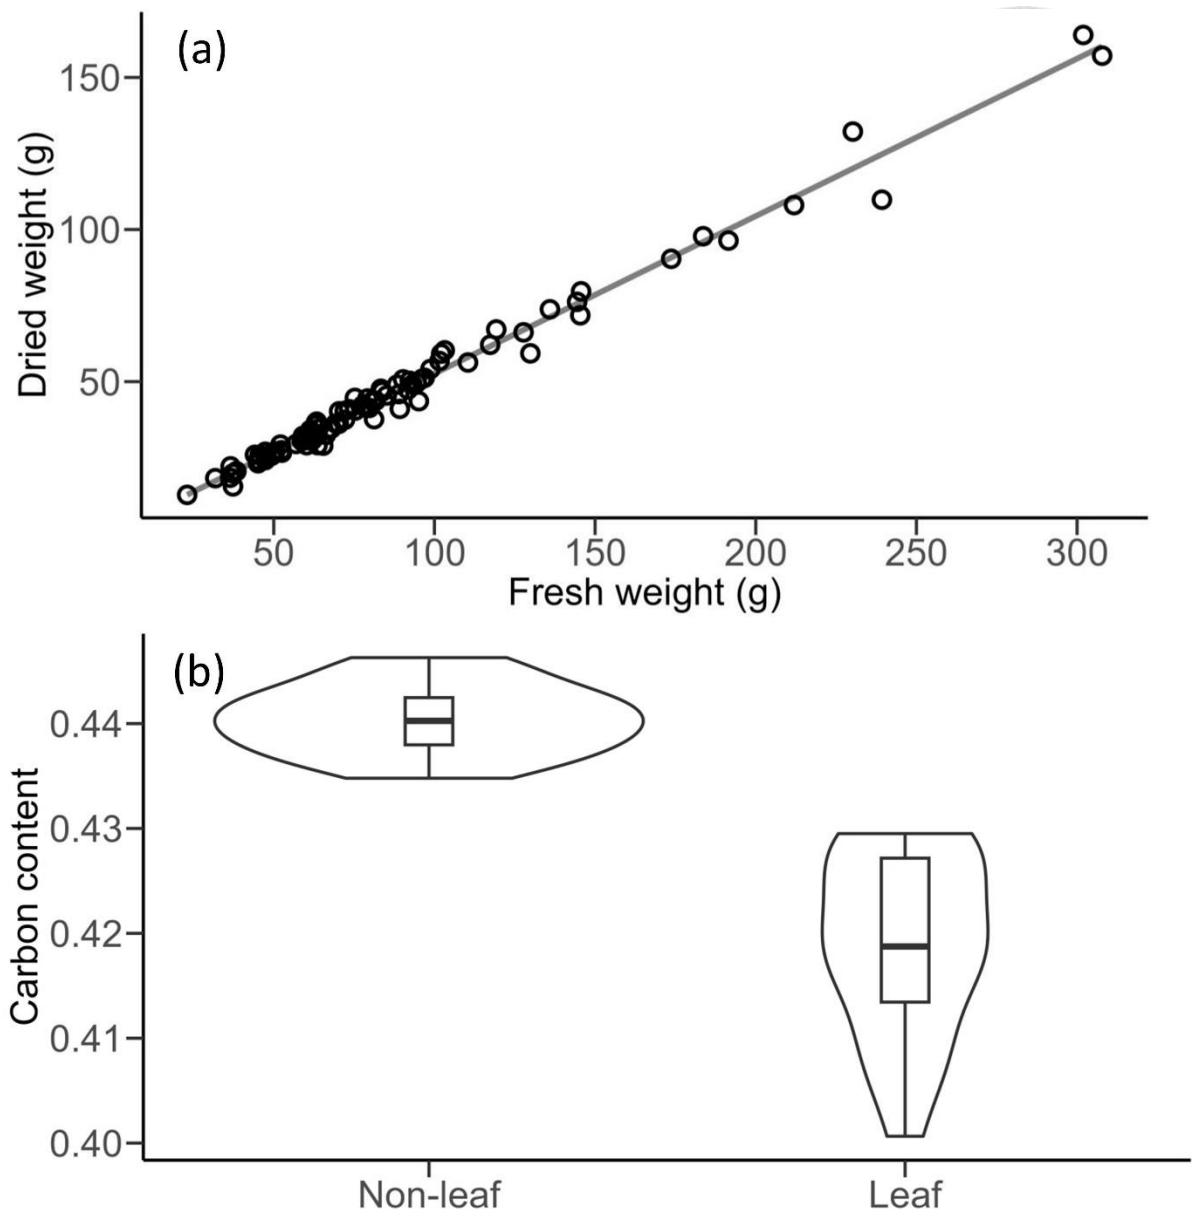 (a)
Dried weight (g)
150
100
50
50 100 150 200 250 300
Fresh weight (g)
(b)
Carbon content
0.44
0.43
0.42
0.41
0.40
Non-leaf Leaf